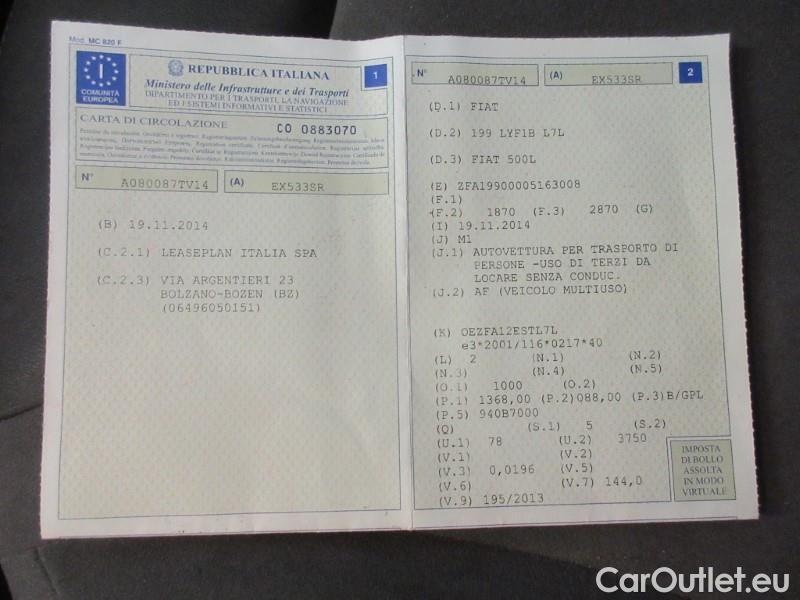 Mod. MC 820 F
I
COMUNITÀ
EUROPEA
REPUBBLICA ITALIANA
Ministero delle Infrastrutture e dei Trasporti
DIPARTIMENTO PER I TRASPORTI, LA NAVIGAZIONE
ED I SISTEMI INFORMATIVI E STATISTICI
1
CARTA DI CIRCOLAZIONE
CO 0883070
N° A080087TV14 (A) EX533SR
(B) 19.11.2014
(C.2.1) LEASEPLAN ITALIA SPA
(C.2.3) VIA ARGENTIERI 23
BOLZANO-BOZEN (BZ)
(06496050151)
N° A080087TV14 (A) EX533SR
2
(D.1) FIAT
(D.2) 199 LYF1B L7L
(D.3) FIAT 500L
(E) ZFA19900005163008
(F.1)
(F.2) 1870 (F.3) 2870 (G)
(I) 19.11.2014
(J) M1
(J.1) AUTOVETTURA PER TRASPORTO DI
PERSONE -USO DI TERZI DA
LOCARE SENZA CONDUC.
(J.2) AF (VEICOLO MULTIUSO)
(K) OEZFA12ESTL7L
e3*2001/116*0217*40
(L) 2 (N.1) (N.2)
(N.3) (N.4) (N.5)
(O.1) 1000 (O.2)
(P.1) 1368,00 (P.2)088,00 (P.3)B/GPL
(P.5) 940B7000
(Q) (S.1) 5 (S.2)
(U.1) 78 (U.2) 3750
(V.1) (V.2)
(V.3) 0,0196 (V.5)
(V.6) (V.7) 144,0
(V.9) 195/2013
IMPOSTA
DI BOLLO
ASSOLTA
IN MODO
VIRTUALE
CarOutlet.eu